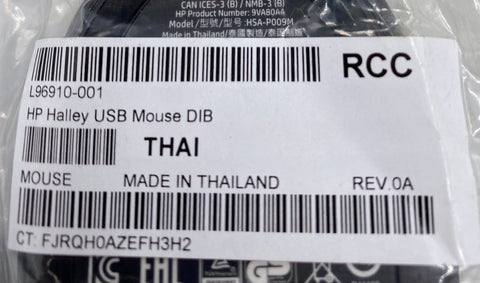 CAN ICES-3 (B) / NMB-3 (B)
HP Product Number: 9VA80AA
Model /型號/型号: HSA-P009M
Made in Thailand/泰國製造/泰国制造
RCC
L96910-001
HP Halley USB Mouse DIB
THAI
MOUSE MADE IN THAILAND REV.0A
CT: FJRQH0AZEFH3H2
EAC
GS